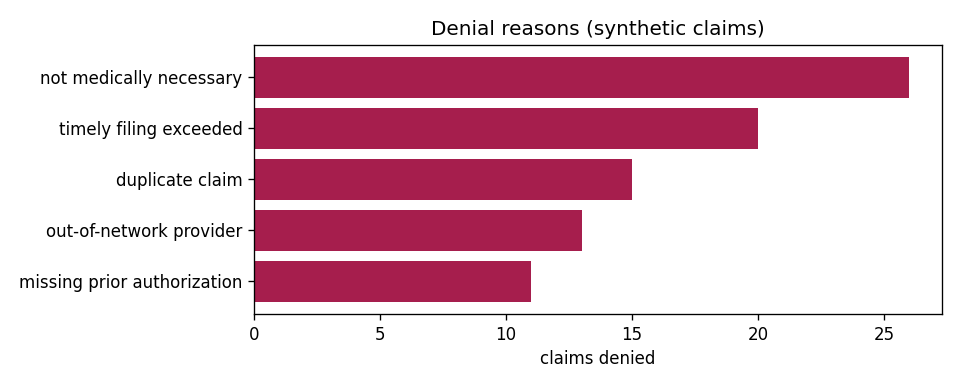 Denial reasons (synthetic claims)
not medically necessary
timely filing exceeded
duplicate claim
out-of-network provider
missing prior authorization
0 5 10 15 20 25
claims denied